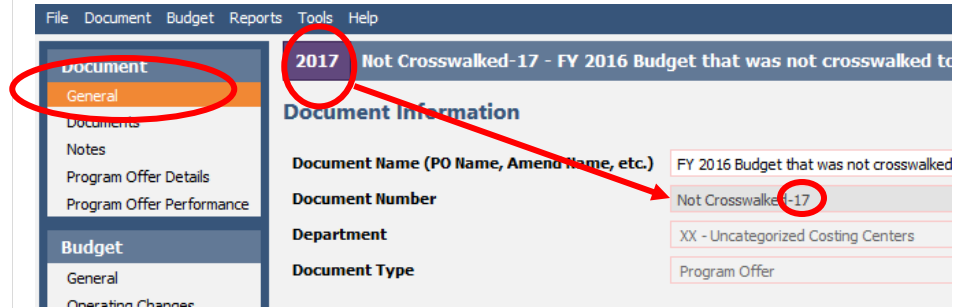 File Document Budget Reports Tools Help
Document
General
Documents
Notes
Program Offer Details
Program Offer Performance
Budget
General
Operating Changes
2017 Not Crosswalked-17 - FY 2016 Budget that was not crosswalked to
Document Information
Document Name (PO Name, Amend Name, etc.) FY 2016 Budget that was not crosswalked
Document Number Not Crosswalked-17
Department XX - Uncategorized Costing Centers
Document Type Program Offer